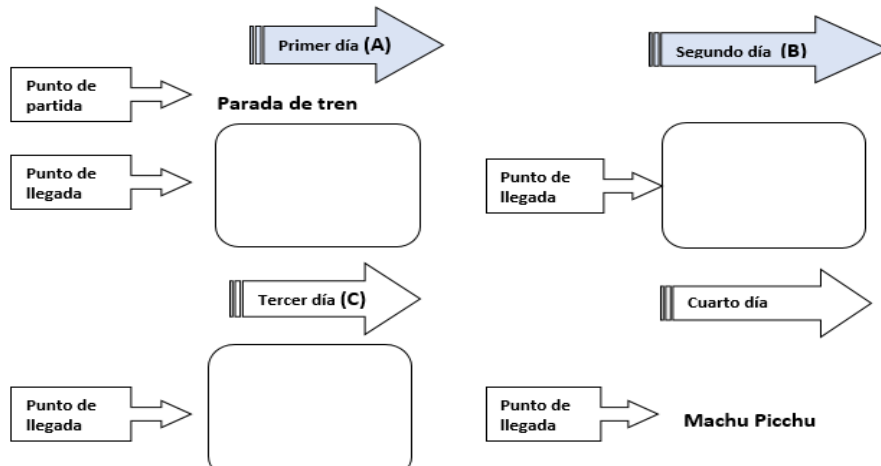 Primer día (A)
Segundo día (B)
Punto de
partida
Parada de tren
Punto de
llegada
Punto de
llegada
Tercer día (C)
Cuarto día
Punto de
llegada
Punto de
llegada
Machu Picchu